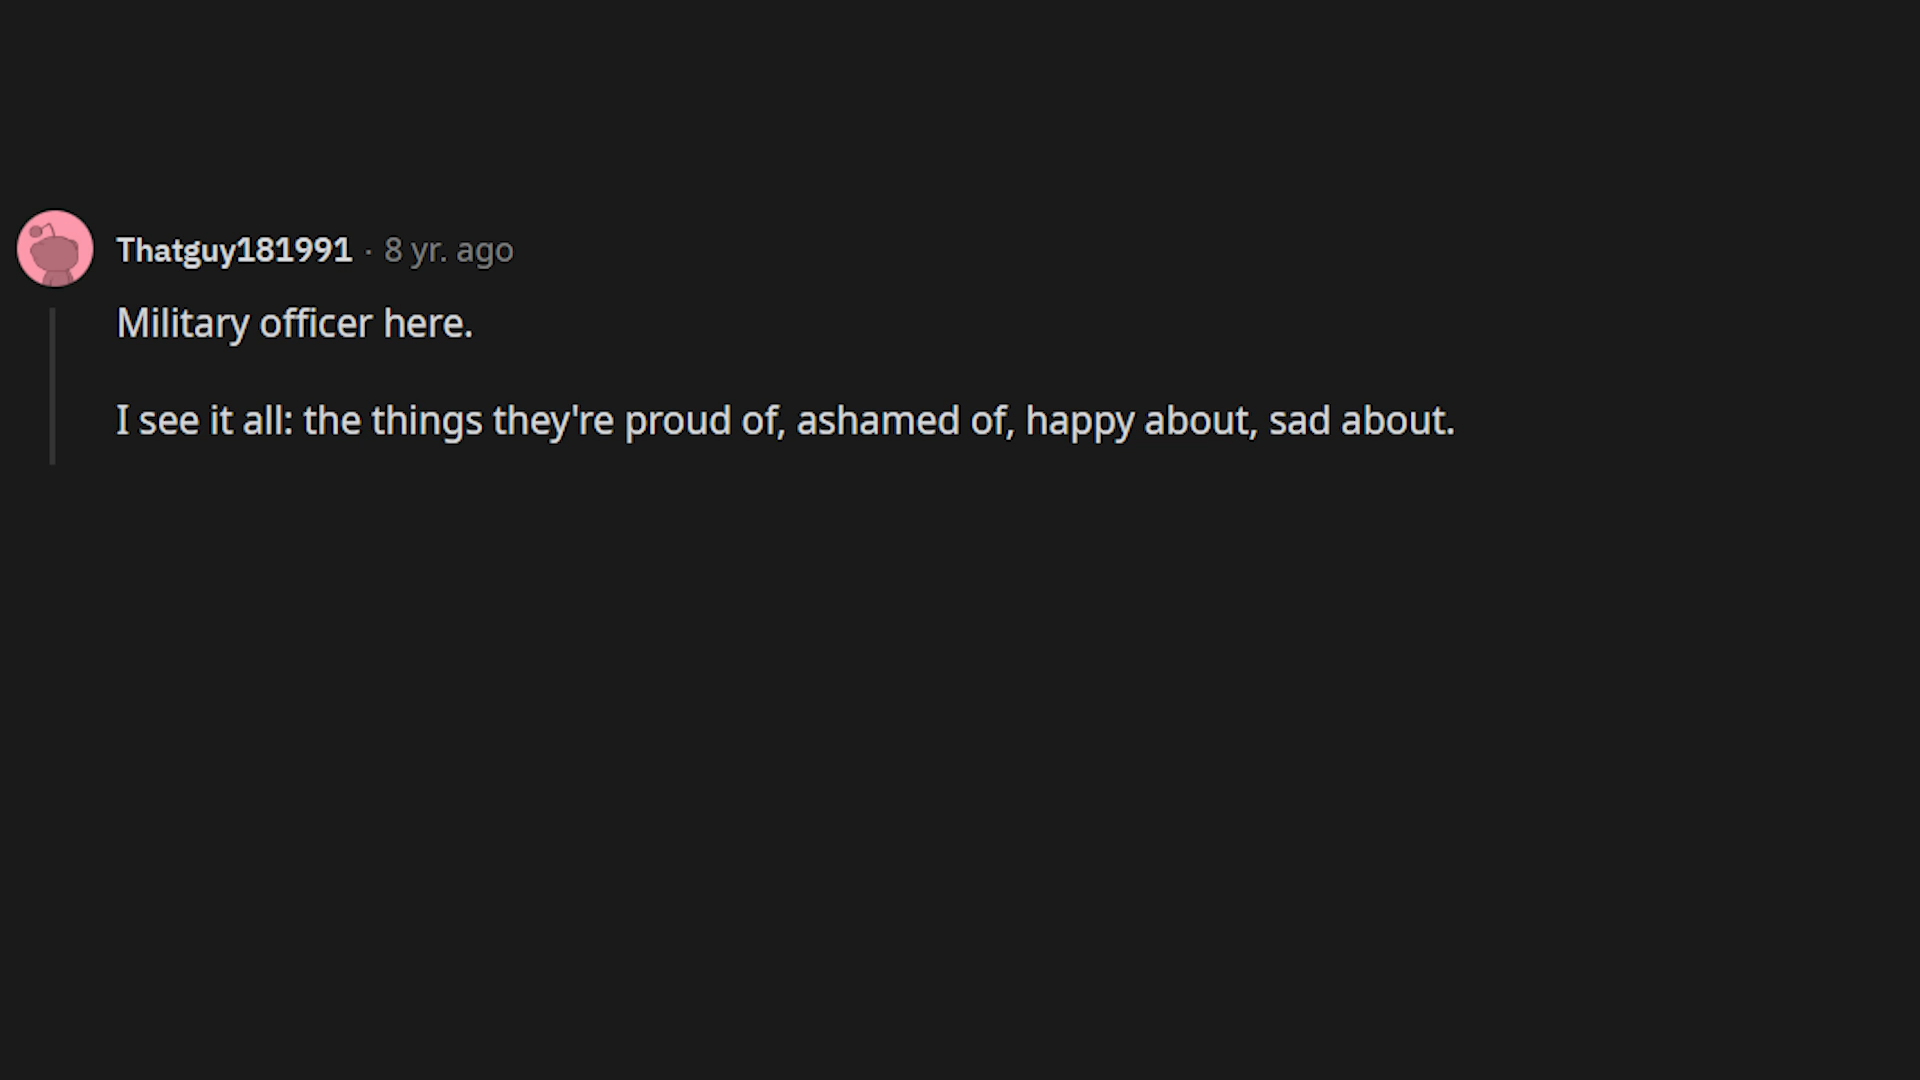 Thatguy181991 · 8 yr. ago
Military officer here.
I see it all: the things they're proud of, ashamed of, happy about, sad about.